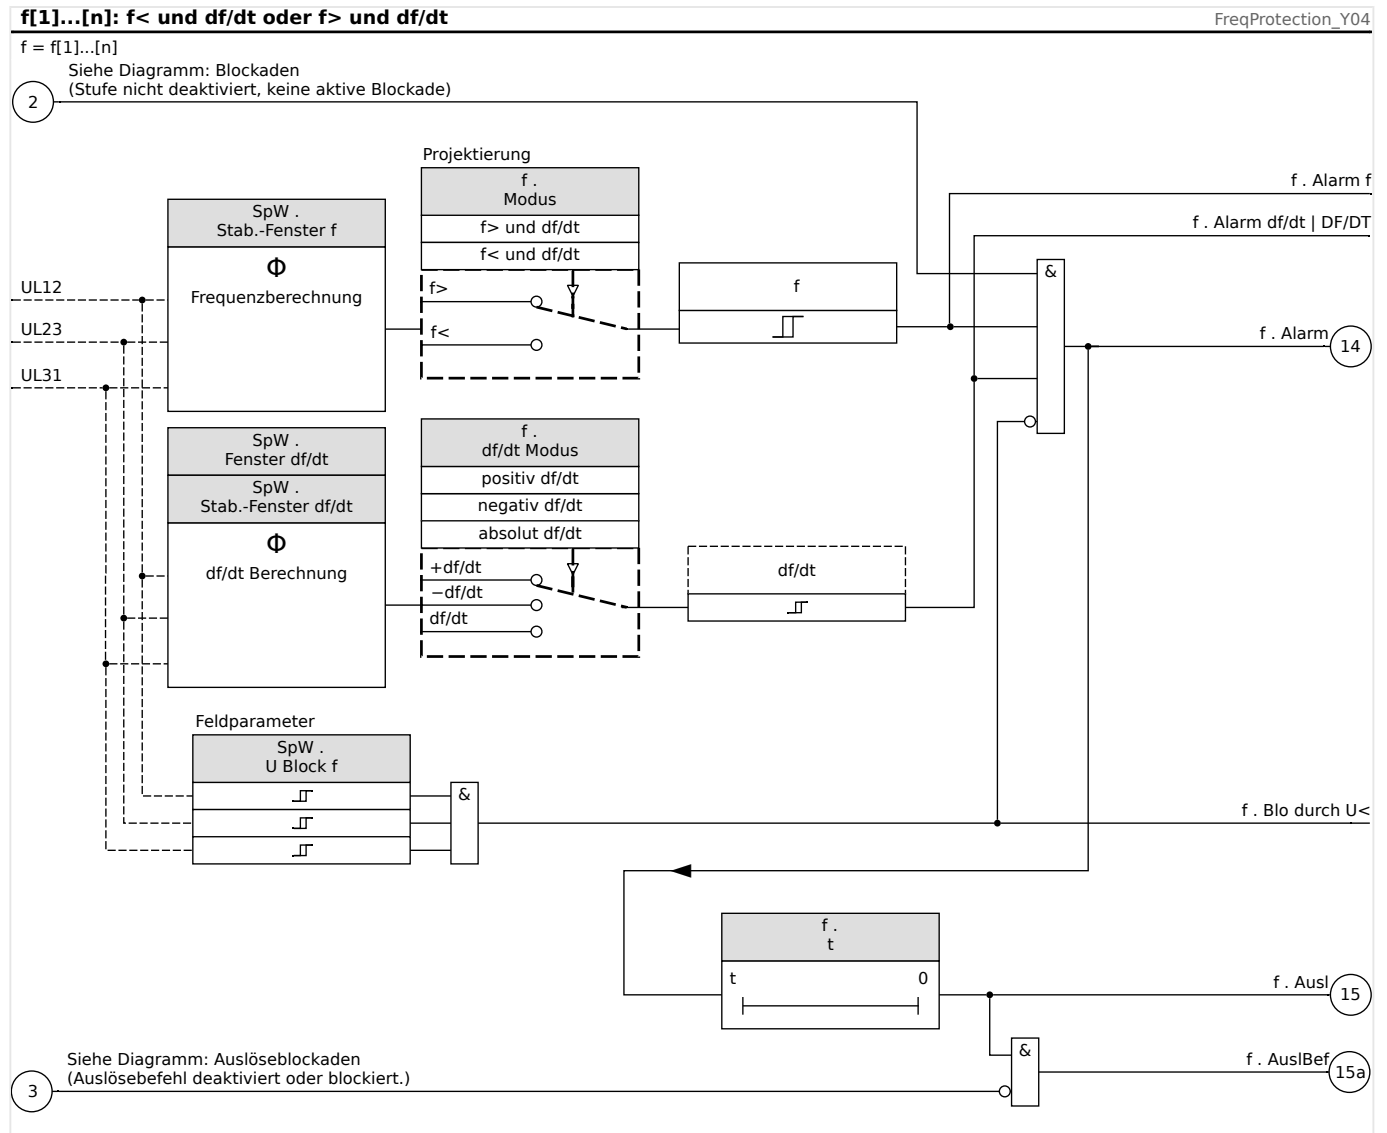 f[1]...[n]: f< und df/dt oder f> und df/dt
FreqProtection_Y04
f = f[1]...[n]
Siehe Diagramm: Blockaden
(Stufe nicht deaktiviert, keine aktive Blockade)
2
Projektierung
f .
Modus
f> und df/dt
f< und df/dt
f>
f<
SpW .
Stab.-Fenster f
Φ
Frequenzberechnung
UL12
UL23
UL31
f
f . Alarm f
f . Alarm df/dt | DF/DT
&
f . Alarm
14
SpW .
Fenster df/dt
SpW .
Stab.-Fenster df/dt
Φ
df/dt Berechnung
f .
df/dt Modus
positiv df/dt
negativ df/dt
absolut df/dt
+df/dt
−df/dt
df/dt
df/dt
Feldparameter
SpW .
U Block f
&
f . Blo durch U<
f .
t
t 0
f . Ausl
15
&
f . AuslBef
15a
Siehe Diagramm: Auslöseblockaden
(Auslösebefehl deaktiviert oder blockiert.)
3